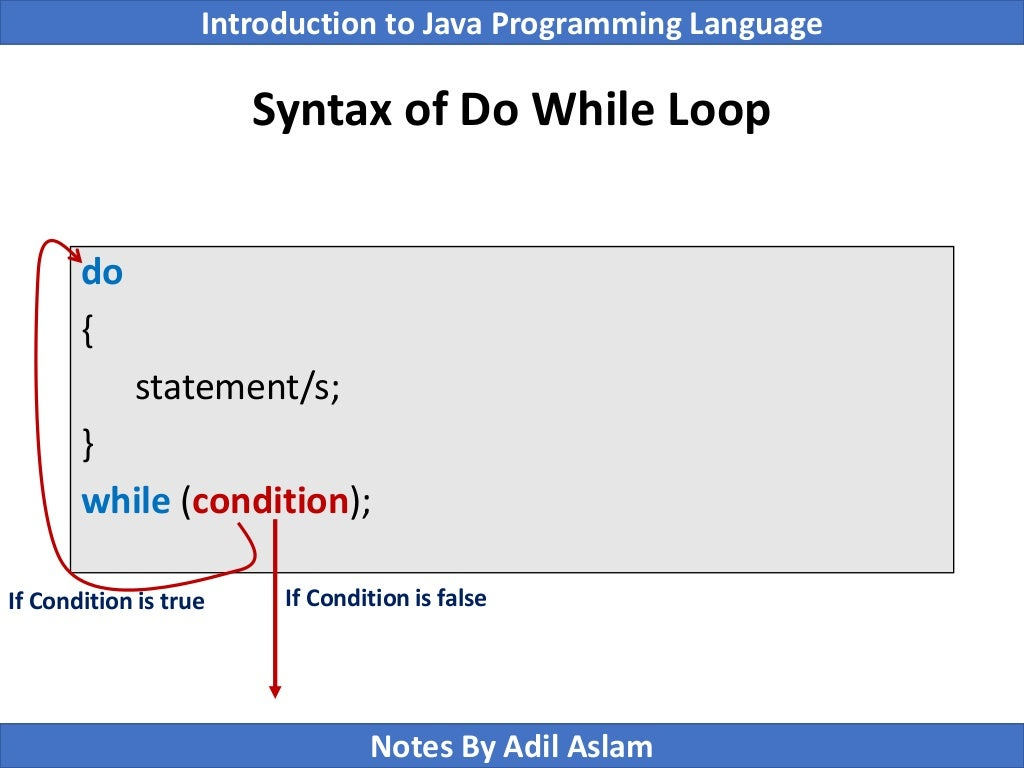 Introduction to Java Programming Language
Syntax of Do While Loop
do
{
statement/s;
}
while (condition);
If Condition is true
If Condition is false
Notes By Adil Aslam